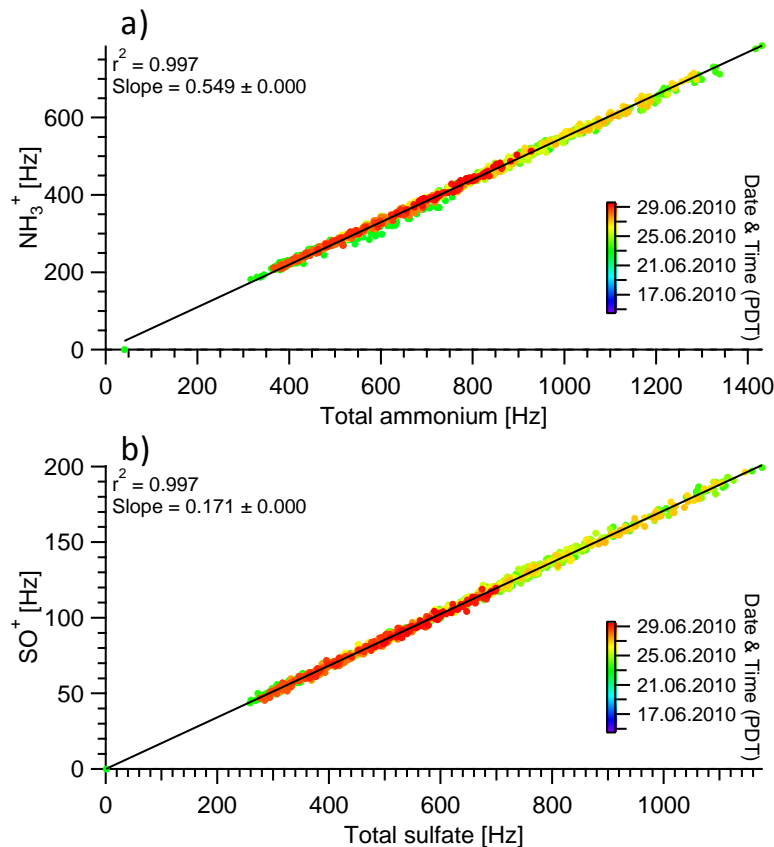 a)
r² = 0.997
Slope = 0.549 ± 0.000
600
400
200
0
NH₃⁺ [Hz]
0 200 400 600 800 1000 1200 1400
Total ammonium [Hz]
29.06.2010
25.06.2010
21.06.2010
17.06.2010
Date & Time (PDT)
b)
r² = 0.997
Slope = 0.171 ± 0.000
200
150
100
50
0
SO⁺ [Hz]
0 200 400 600 800 1000
Total sulfate [Hz]
29.06.2010
25.06.2010
21.06.2010
17.06.2010
Date & Time (PDT)